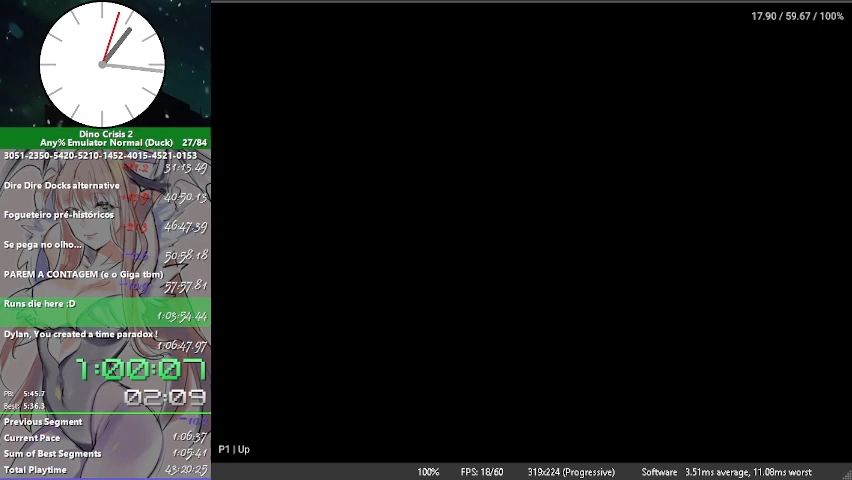 17.90 / 59.67 / 100%
Dino Crisis 2
Any% Emulator Normal (Duck) 27/84
3051-2350-5420-5210-1452-4015-4521-0153
31:13.49
Dire Dire Docks alternative
40:50.13
Fogueteiro pré-históricos
46:47.39
Se pega no olho...
50:58.18
PAREM A CONTAGEM (e o Giga tbm)
57:57.81
Runs die here :D
1:03:54.44
Dylan, You created a time paradox !
1:06:47.97
1:00:07
PB: 5:45.7
02:09
Best: 5:36.3
Previous Segment
Current Pace 1:06:37
Sum of Best Segments 1:05:41
Total Playtime 43:20:25
P1 | Up
100% FPS: 18/60 319x224 (Progressive) Software 3.51ms average, 11.08ms worst